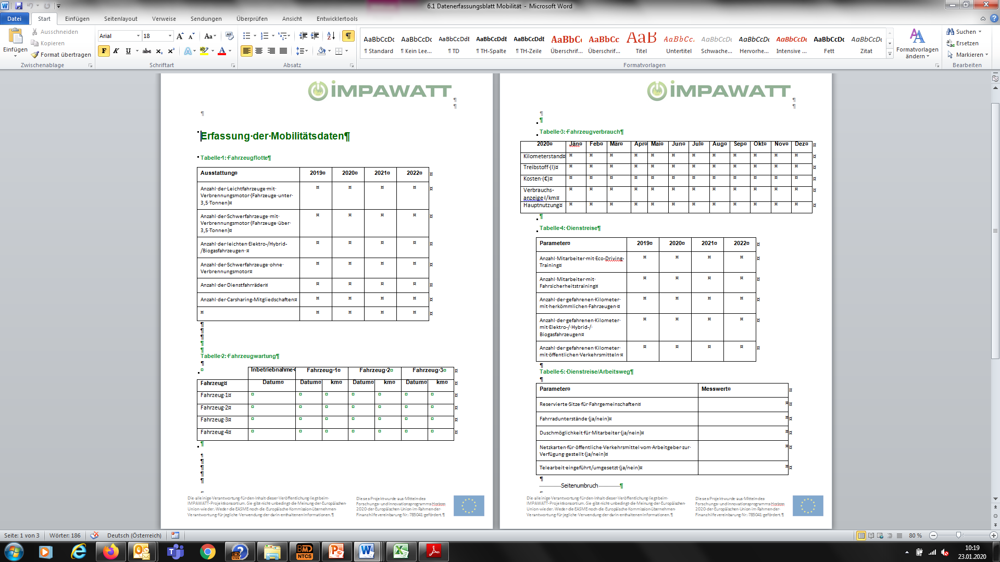 6.1 Datenerfassungsblatt Mobilität - Microsoft Word
Datei Start Einfügen Seitenlayout Verweise Sendungen Überprüfen Ansicht Entwicklertools
Einfügen
Ausschneiden
Kopieren
Format übertragen
Zwischenablage
Arial 18
F K U abc x₂ x²
Schriftart
Absatz
AaBbCcDc AaBbCcDc AaBbCcDdE AaBbCcDdE AaBbCcDdE AaBbC AaBbCc AaB AaBbCc. AaBbCcDc AaBbCcDc AaBbCcDc AaBbCcDc AaBbCcDc
¶ Standard ¶ Kein Lee... ¶ TD ¶ TH-Spalte ¶ TH-Zeile Überschrif... Überschrif... Titel Untertitel Schwache... Hervorhe... Intensive ... Fett Zitat
Formatvorlagen
Formatvorlagen ändern
Suchen
Ersetzen
Markieren
Bearbeiten
IMPAWATT
Erfassung der Mobilitätsdaten¶
Tabelle 1: Fahrzeugflotte¶
Ausstattung 2019 2020 2021 2022
Anzahl der Leichtfahrzeuge mit
Verbrennungsmotor (Fahrzeuge unter
3,5 Tonnen)
Anzahl der Schwerfahrzeuge mit
Verbrennungsmotor (Fahrzeuge über
3,5 Tonnen)
Anzahl der leichten Elektro-/Hybrid-
/Biogasfahrzeugen
Anzahl der Schwerfahrzeuge ohne
Verbrennungsmotor
Anzahl der Dienstfahrräder
Anzahl der Carsharing-Mitgliedschaften
Tabelle 2: Fahrzeugwartung¶
Inbetriebnahme Fahrzeug 1 Fahrzeug 2 Fahrzeug 3
Fahrzeug Datum Datum km Datum km Datum km
Fahrzeug 1
Fahrzeug 2
Fahrzeug 3
Fahrzeug 4
Die alleinige Verantwortung für den Inhalt dieser Veröffentlichung liegt beim
IMPAWATT-Projektkonsortium. Sie gibt nicht unbedingt die Meinung der Europäischen
Union wieder. Weder die EASME noch die Europäische Kommission übernehmen
Verantwortung für jegliche Verwendung der darin enthaltenen Informationen.¶
Dieses Projekt wurde aus Mitteln des
Forschungs- und Innovationsprogramms Horizon
2020 der Europäischen Union im Rahmen der
Finanzhilfevereinbarung Nr. 785041 gefördert.¶
IMPAWATT
Tabelle 3: Fahrzeugverbrauch¶
2020 Jän Feb Mär Apr Mai Jun Jul Aug Sep Okt Nov Dez
Kilometerstand
Treibstoff (l)
Kosten (€)
Verbrauchs-
anzeige l/km
Hauptnutzung
Tabelle 4: Dienstreise¶
Parameter 2019 2020 2021 2022
Anzahl Mitarbeiter mit Eco-Driving-
Training
Anzahl Mitarbeiter mit
Fahrsicherheitstraining
Anzahl der gefahrenen Kilometer
mit herkömmlichen Fahrzeugen
Anzahl der gefahrenen Kilometer
mit Elektro-/ Hybrid-/
Biogasfahrzeugen
Anzahl der gefahrenen Kilometer
mit öffentlichen Verkehrsmitteln
Tabelle 5: Dienstreise/Arbeitsweg¶
Parameter Messwert
Reservierte Sitze für Fahrgemeinschaften
Fahrradunterstände (ja/nein)
Duschmöglichkeit für Mitarbeiter (ja/nein)
Netzkarten für öffentliche Verkehrsmittel vom Arbeitgeber zur
Verfügung gestellt (ja/nein)
Telearbeit eingeführt/umgesetzt (ja/nein)
Seitenumbruch
Die alleinige Verantwortung für den Inhalt dieser Veröffentlichung liegt beim
IMPAWATT-Projektkonsortium. Sie gibt nicht unbedingt die Meinung der Europäischen
Union wieder. Weder die EASME noch die Europäische Kommission übernehmen
Verantwortung für jegliche Verwendung der darin enthaltenen Informationen.¶
Dieses Projekt wurde aus Mitteln des
Forschungs- und Innovationsprogramms Horizon
2020 der Europäischen Union im Rahmen der
Finanzhilfevereinbarung Nr. 785041 gefördert.¶
Seite: 1 von 3 Wörter: 186 Deutsch (Österreich) 80 %
BMD NTCS
10:19
23.01.2020